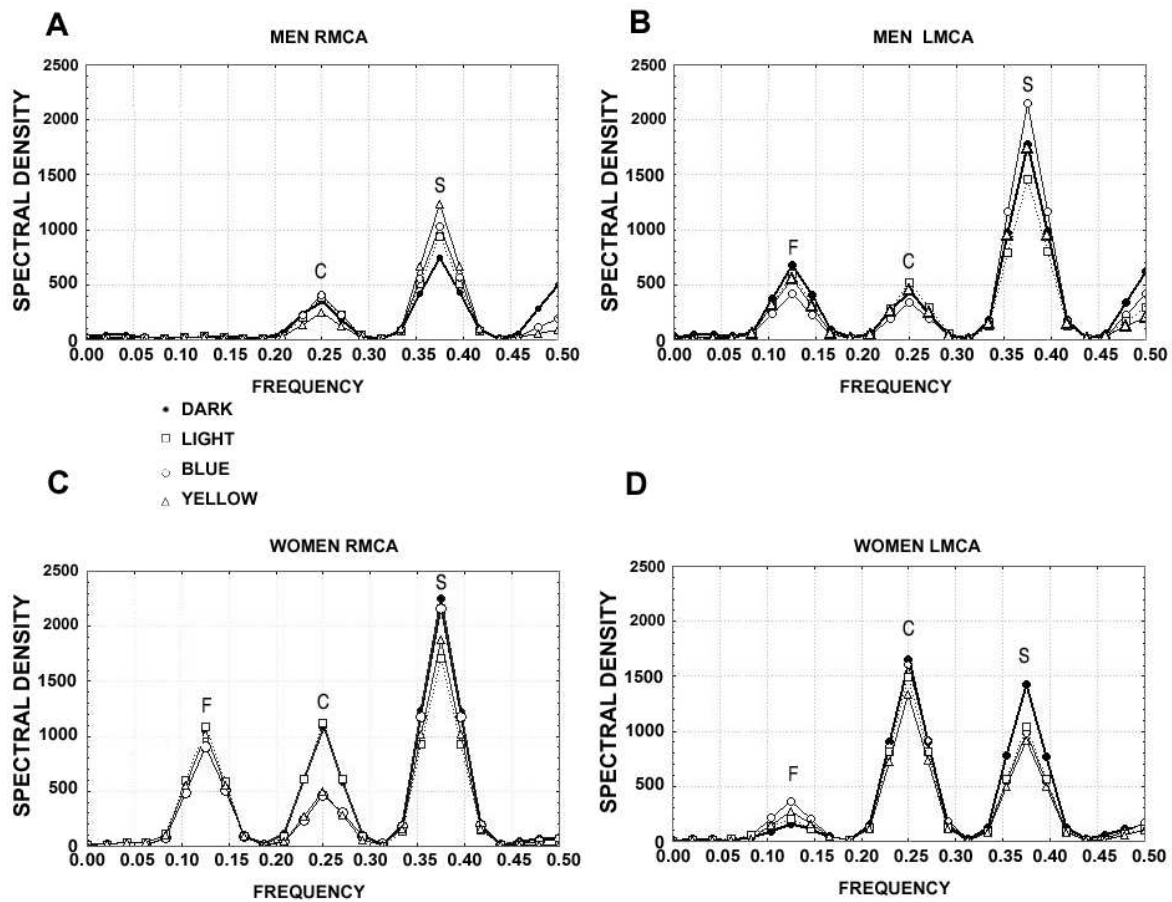 A
MEN RMCA
2500
2000
1500
1000
500
0
SPECTRAL DENSITY
S
C
0.00 0.05 0.10 0.15 0.20 0.25 0.30 0.35 0.40 0.45 0.50
FREQUENCY
B
MEN LMCA
2500
2000
1500
1000
500
0
SPECTRAL DENSITY
S
F
C
0.00 0.05 0.10 0.15 0.20 0.25 0.30 0.35 0.40 0.45 0.50
FREQUENCY
DARK
LIGHT
BLUE
YELLOW
C
WOMEN RMCA
2500
2000
1500
1000
500
0
SPECTRAL DENSITY
S
F
C
0.00 0.05 0.10 0.15 0.20 0.25 0.30 0.35 0.40 0.45 0.50
FREQUENCY
D
WOMEN LMCA
2500
2000
1500
1000
500
0
SPECTRAL DENSITY
C
S
F
0.00 0.05 0.10 0.15 0.20 0.25 0.30 0.35 0.40 0.45 0.50
FREQUENCY